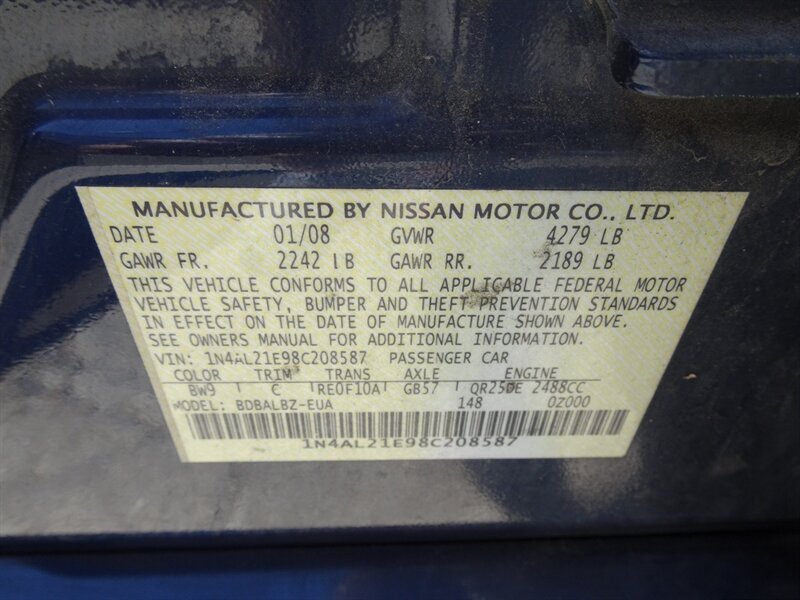 MANUFACTURED BY NISSAN MOTOR CO., LTD.
DATE 01/08 GVWR 4279 LB
GAWR FR. 2242 LB GAWR RR. 2189 LB
THIS VEHICLE CONFORMS TO ALL APPLICABLE FEDERAL MOTOR
VEHICLE SAFETY, BUMPER AND THEFT PREVENTION STANDARDS
IN EFFECT ON THE DATE OF MANUFACTURE SHOWN ABOVE.
SEE OWNERS MANUAL FOR ADDITIONAL INFORMATION.
VIN: 1N4AL21E98C208587 PASSENGER CAR
COLOR TRIM TRANS AXLE ENGINE
BW9 C RE0F10A GB57 QR25DE 2488CC
MODEL: BDBALBZ-EUA 148 0Z000
1N4AL21E98C208587